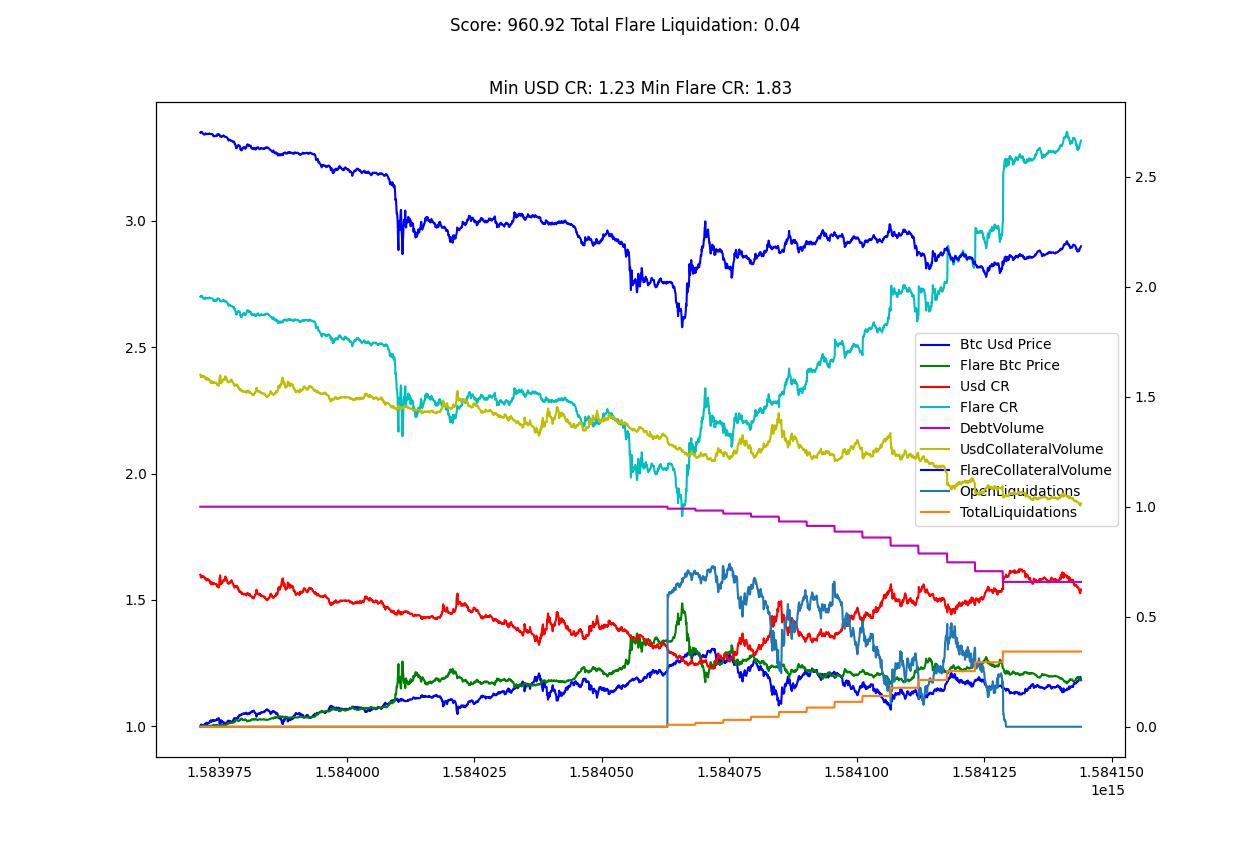 Score: 960.92 Total Flare Liquidation: 0.04
Min USD CR: 1.23 Min Flare CR: 1.83
3.0
2.5
2.0
1.5
1.0
2.5
2.0
1.5
1.0
0.5
0.0
Btc Usd Price
Flare Btc Price
Usd CR
Flare CR
DebtVolume
UsdCollateralVolume
FlareCollateralVolume
OpenLiquidations
TotalLiquidations
1.583975 1.584000 1.584025 1.584050 1.584075 1.584100 1.584125 1.584150
1e15